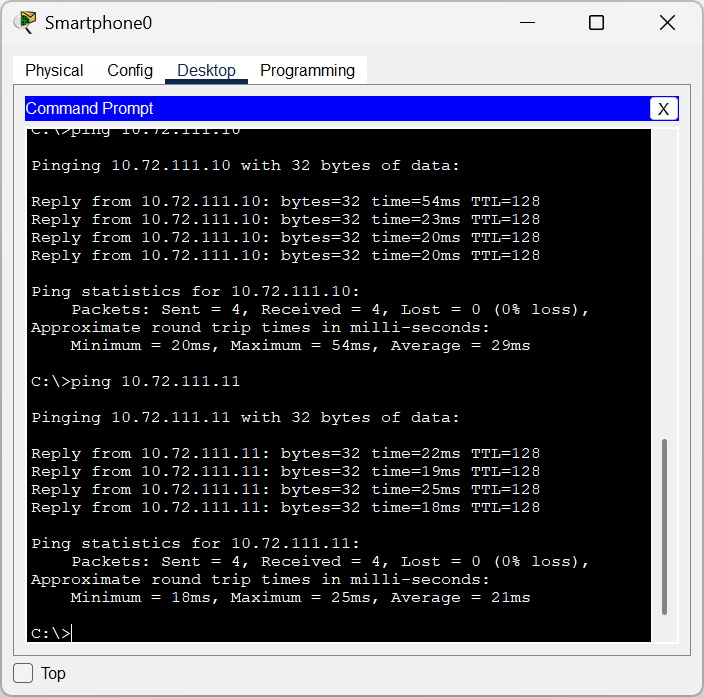 Smartphone0
Physical Config Desktop Programming
Command Prompt
X
C:\>ping 10.72.111.10
Pinging 10.72.111.10 with 32 bytes of data:
Reply from 10.72.111.10: bytes=32 time=54ms TTL=128
Reply from 10.72.111.10: bytes=32 time=23ms TTL=128
Reply from 10.72.111.10: bytes=32 time=20ms TTL=128
Reply from 10.72.111.10: bytes=32 time=20ms TTL=128
Ping statistics for 10.72.111.10:
Packets: Sent = 4, Received = 4, Lost = 0 (0% loss),
Approximate round trip times in milli-seconds:
Minimum = 20ms, Maximum = 54ms, Average = 29ms
C:\>ping 10.72.111.11
Pinging 10.72.111.11 with 32 bytes of data:
Reply from 10.72.111.11: bytes=32 time=22ms TTL=128
Reply from 10.72.111.11: bytes=32 time=19ms TTL=128
Reply from 10.72.111.11: bytes=32 time=25ms TTL=128
Reply from 10.72.111.11: bytes=32 time=18ms TTL=128
Ping statistics for 10.72.111.11:
Packets: Sent = 4, Received = 4, Lost = 0 (0% loss),
Approximate round trip times in milli-seconds:
Minimum = 18ms, Maximum = 25ms, Average = 21ms
C:\>
Top